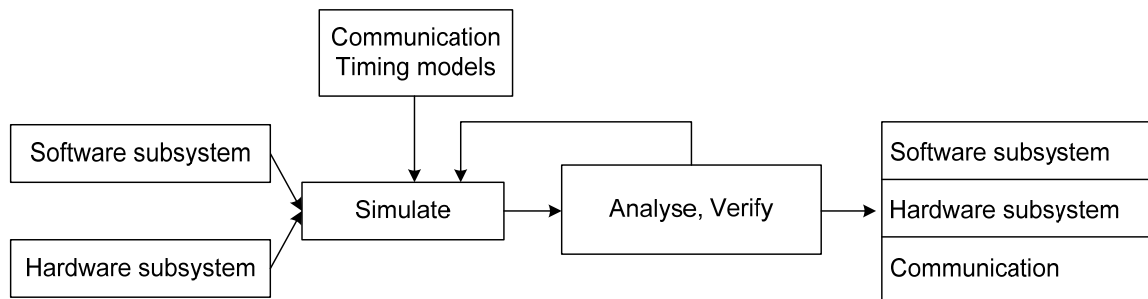 Communication
Timing models
Software subsystem
Hardware subsystem
Simulate
Analyse, Verify
Software subsystem
Hardware subsystem
Communication